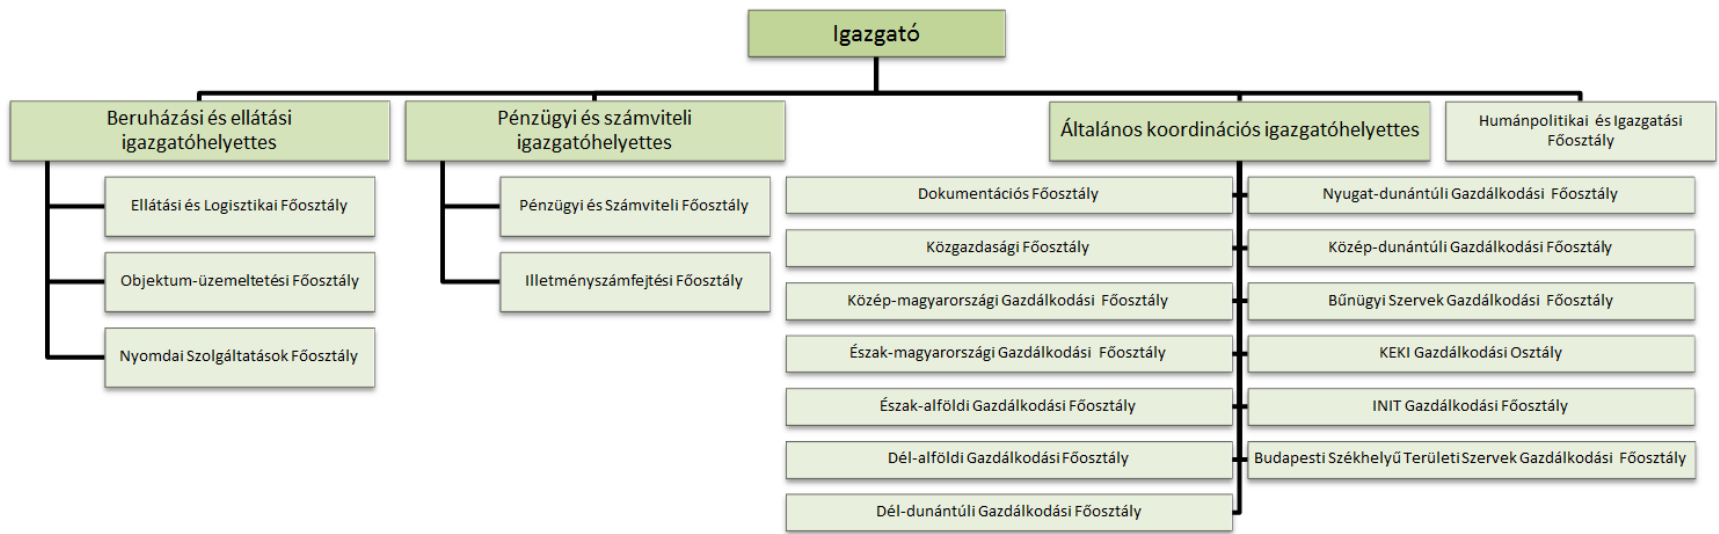 Igazgató
Beruházási és ellátási
igazgatóhelyettes
Ellátási és Logisztikai Főosztály
Objektum-üzemeltetési Főosztály
Nyomdai Szolgáltatások Főosztály
Pénzügyi és számviteli
igazgatóhelyettes
Pénzügyi és Számviteli Főosztály
Illetményszámfejtési Főosztály
Általános koordinációs igazgatóhelyettes
Dokumentációs Főosztály
Közgazdasági Főosztály
Közép-magyarországi Gazdálkodási Főosztály
Észak-magyarországi Gazdálkodási Főosztály
Észak-alföldi Gazdálkodási Főosztály
Dél-alföldi Gazdálkodási Főosztály
Dél-dunántúli Gazdálkodási Főosztály
Nyugat-dunántúli Gazdálkodási Főosztály
Közép-dunántúli Gazdálkodási Főosztály
Bűnügyi Szervek Gazdálkodási Főosztály
KEKI Gazdálkodási Osztály
INIT Gazdálkodási Főosztály
Budapesti Székhelyű Területi Szervek Gazdálkodási Főosztály
Humánpolitikai és Igazgatási
Főosztály